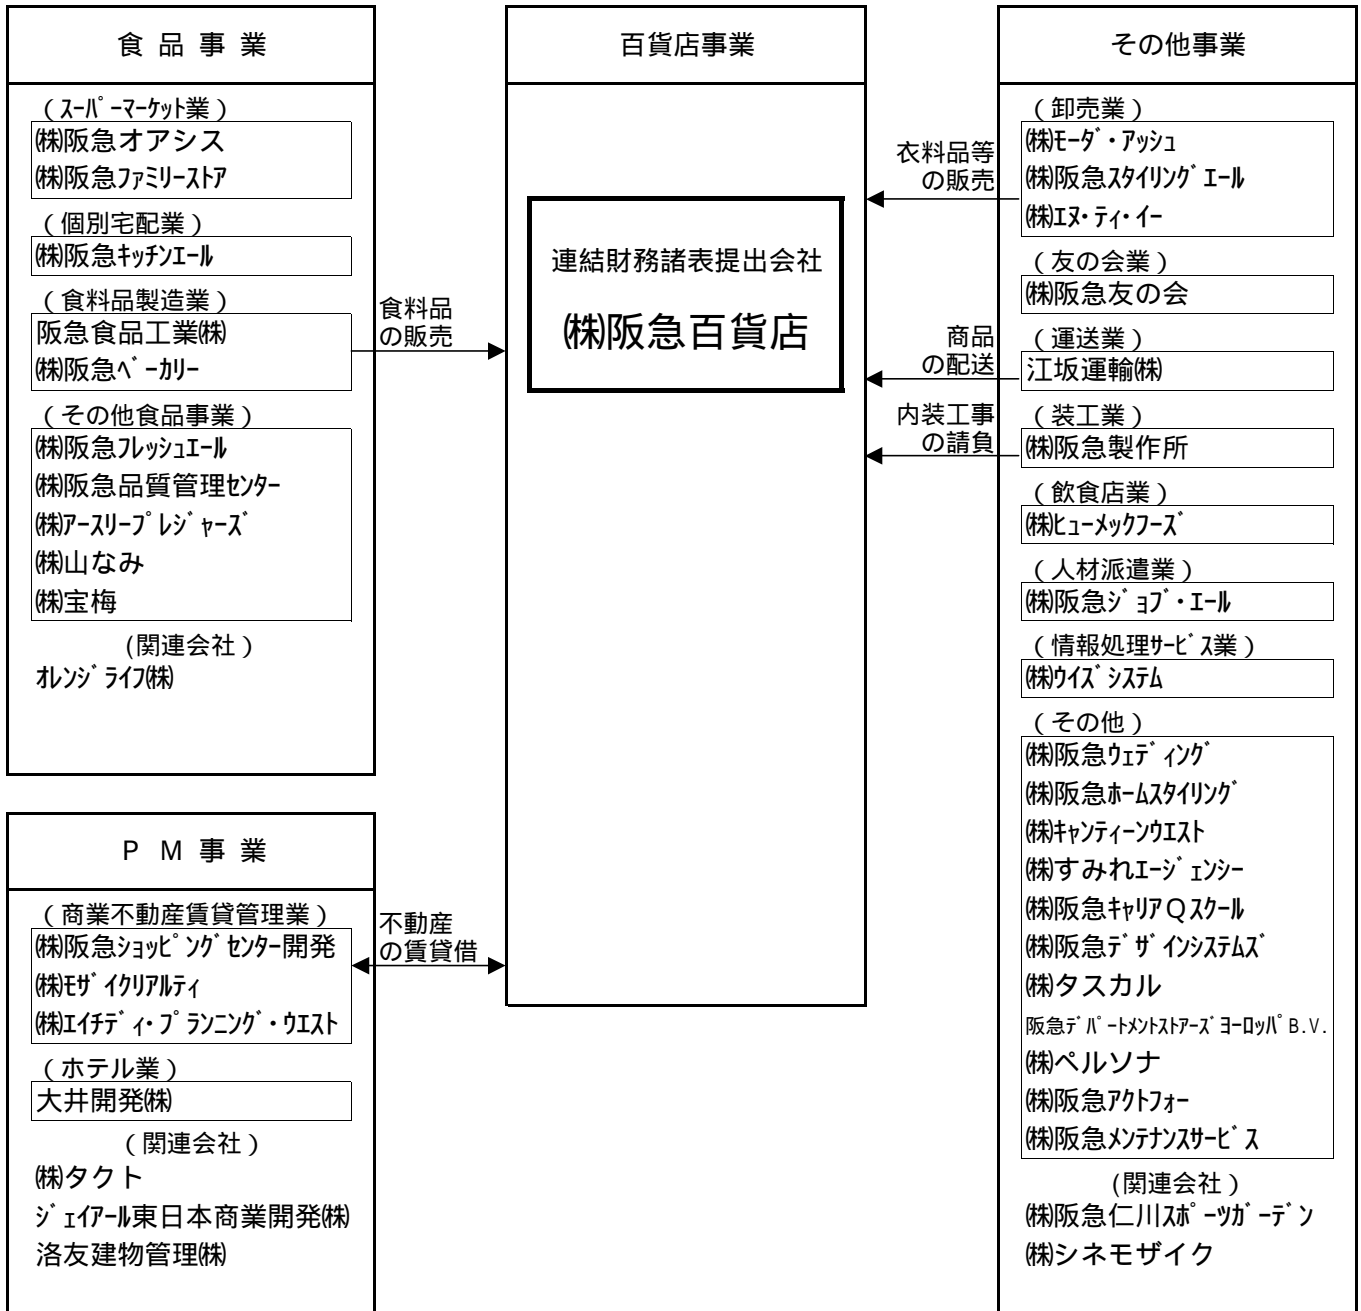 食 品 事 業
（ｽｰﾊﾟｰﾏｰｹｯﾄ業）
㈱阪急オアシス
㈱阪急ﾌｧﾐﾘｰｽﾄｱ
（個別宅配業）
㈱阪急ｷｯﾁﾝｴｰﾙ
（食料品製造業）
阪急食品工業㈱
㈱阪急ﾍﾞｰｶﾘｰ
（その他食品事業）
㈱阪急ﾌﾚｯｼｭｴｰﾙ
㈱阪急品質管理ｾﾝﾀｰ
㈱ｱｰｽﾘｰﾌﾟﾚｼﾞｬｰｽﾞ
㈱山なみ
㈱宝梅
(関連会社）
ｵﾚﾝｼﾞﾗｲﾌ㈱
食料品
の販売
Ｐ Ｍ 事 業
（商業不動産賃貸管理業）
㈱阪急ｼｮｯﾋﾟﾝｸﾞｾﾝﾀｰ開発
㈱ﾓｻﾞｲｸﾘｱﾙﾃｨ
㈱ｴｲﾁﾃﾞｨ･ﾌﾟﾗﾝﾆﾝｸﾞ･ｳｴｽﾄ
（ホテル業）
大井開発㈱
（関連会社）
㈱タクト
ｼﾞｪｲｱｰﾙ東日本商業開発㈱
洛友建物管理㈱
不動産
の賃貸借
百貨店事業
連結財務諸表提出会社
㈱阪急百貨店
衣料品等
の販売
商品
の配送
内装工事
の請負
その他事業
（卸売業）
㈱ﾓｰﾀﾞ･ｱｯｼｭ
㈱阪急ｽﾀｲﾘﾝｸﾞｴｰﾙ
㈱ｴﾇ･ﾃｨ･ｲｰ
（友の会業）
㈱阪急友の会
（運送業）
江坂運輸㈱
（装工業）
㈱阪急製作所
（飲食店業）
㈱ﾋｭｰﾒｯｸﾌｰｽﾞ
（人材派遣業）
㈱阪急ｼﾞｮﾌﾞ･ｴｰﾙ
（情報処理ｻｰﾋﾞｽ業）
㈱ｳｲｽﾞｼｽﾃﾑ
（その他）
㈱阪急ｳｪﾃﾞｨﾝｸﾞ
㈱阪急ﾎｰﾑｽﾀｲﾘﾝｸﾞ
㈱ｷｬﾝﾃｨｰﾝｳｴｽﾄ
㈱すみれｴｰｼﾞｪﾝｼｰ
㈱阪急ｷｬﾘｱＱｽｸｰﾙ
㈱阪急ﾃﾞｻﾞｲﾝｼｽﾃﾑｽﾞ
㈱タスカル
阪急ﾃﾞﾊﾟｰﾄﾒﾝﾄｽﾄｱｰｽﾞﾖｰﾛｯﾊﾟB.V.
㈱ペルソナ
㈱阪急ｱｸﾄﾌｫｰ
㈱阪急ﾒﾝﾃﾅﾝｽｻｰﾋﾞｽ
(関連会社）
㈱阪急仁川ｽﾎﾟｰﾂｶﾞｰﾃﾞﾝ
㈱シネモザイク